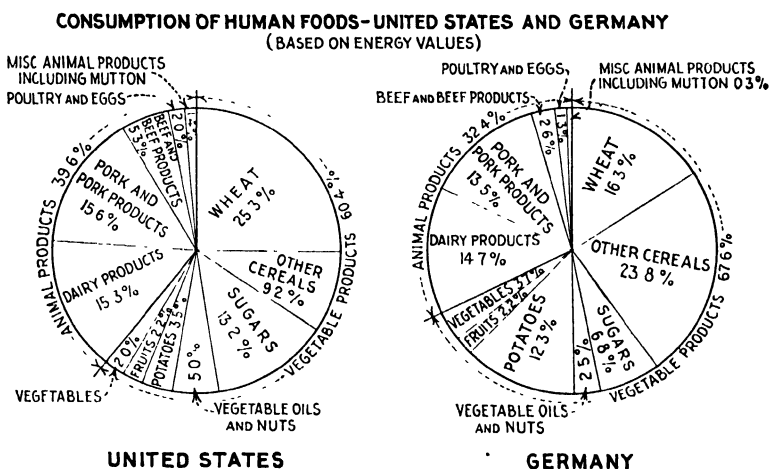 CONSUMPTION OF HUMAN FOODS-UNITED STATES AND GERMANY
(BASED ON ENERGY VALUES)
MISC ANIMAL PRODUCTS
INCLUDING MUTTON
POULTRY AND EGGS
2 0%
BEEF AND
BEEF PRODUCTS
5 3%
PORK AND
PORK PRODUCTS
15 6%
DAIRY PRODUCTS
15 3%
ANIMAL PRODUCTS 39 6%
WHEAT
25.3%
OTHER
CEREALS
9 2%
SUGARS
13.2%
VEGETABLE PRODUCTS 60 4%
5 0%
POTATOES 3.5%
FRUITS 2.2%
2 0%
VEGFTABLES
VEGETABLE OILS
AND NUTS
UNITED STATES
POULTRY AND EGGS
BEEF AND BEEF PRODUCTS
MISC ANIMAL PRODUCTS
INCLUDING MUTTON 0 3%
2 6%
1 3%
PORK AND
PORK PRODUCTS
13 5%
DAIRY PRODUCTS
14 7%
ANIMAL PRODUCTS 32 4%
WHEAT
16 3%
OTHER CEREALS
23 8%
SUGARS
6 8%
VEGETABLE PRODUCTS 67 6%
2 5%
POTATOES
12.3%
FRUITS 2.2%
VEGETABLES
VEGETABLE OILS
AND NUTS
GERMANY